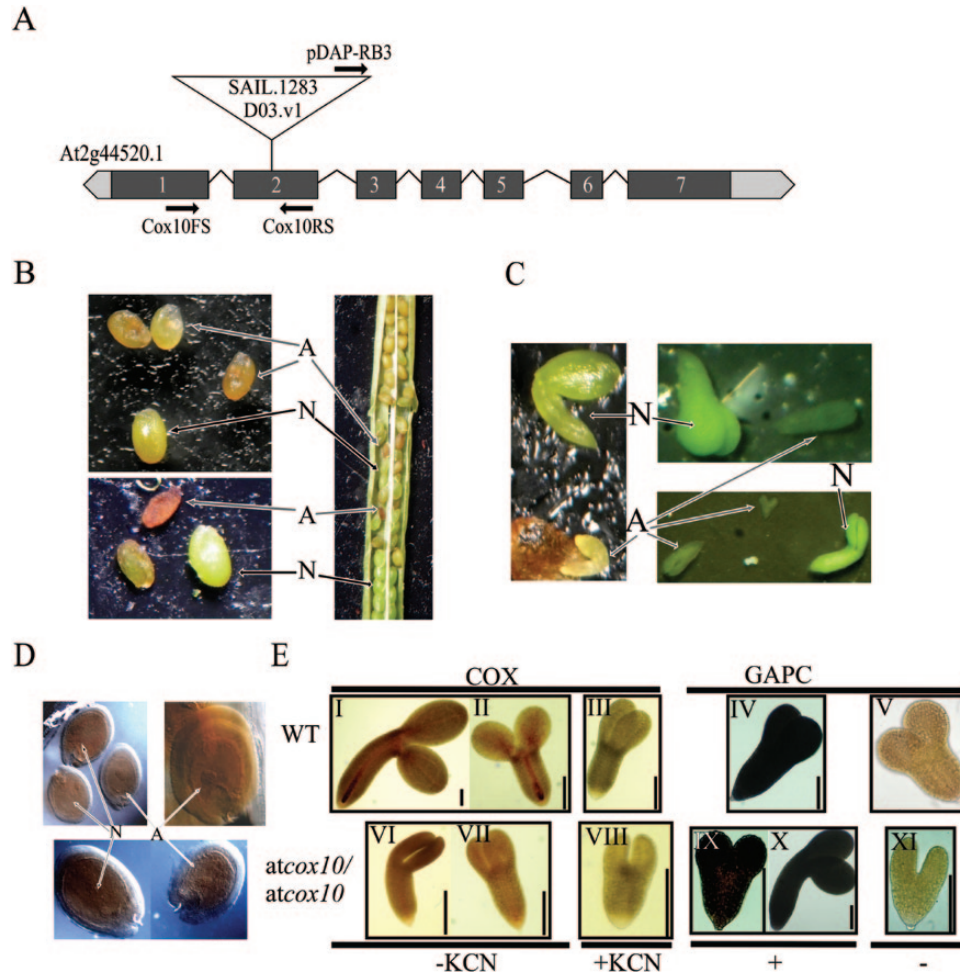 A
pDAP-RB3
SAIL.1283
D03.v1
At2g44520.1
1 2 3 4 5 6 7
Cox10FS Cox10RS
B
A
N
A
N
C
N
N
A
D
N A
E
COX GAPC
WT
I II III IV V
atcox10/
atcox10
VI VII VIII IX X XI
-KCN +KCN + -